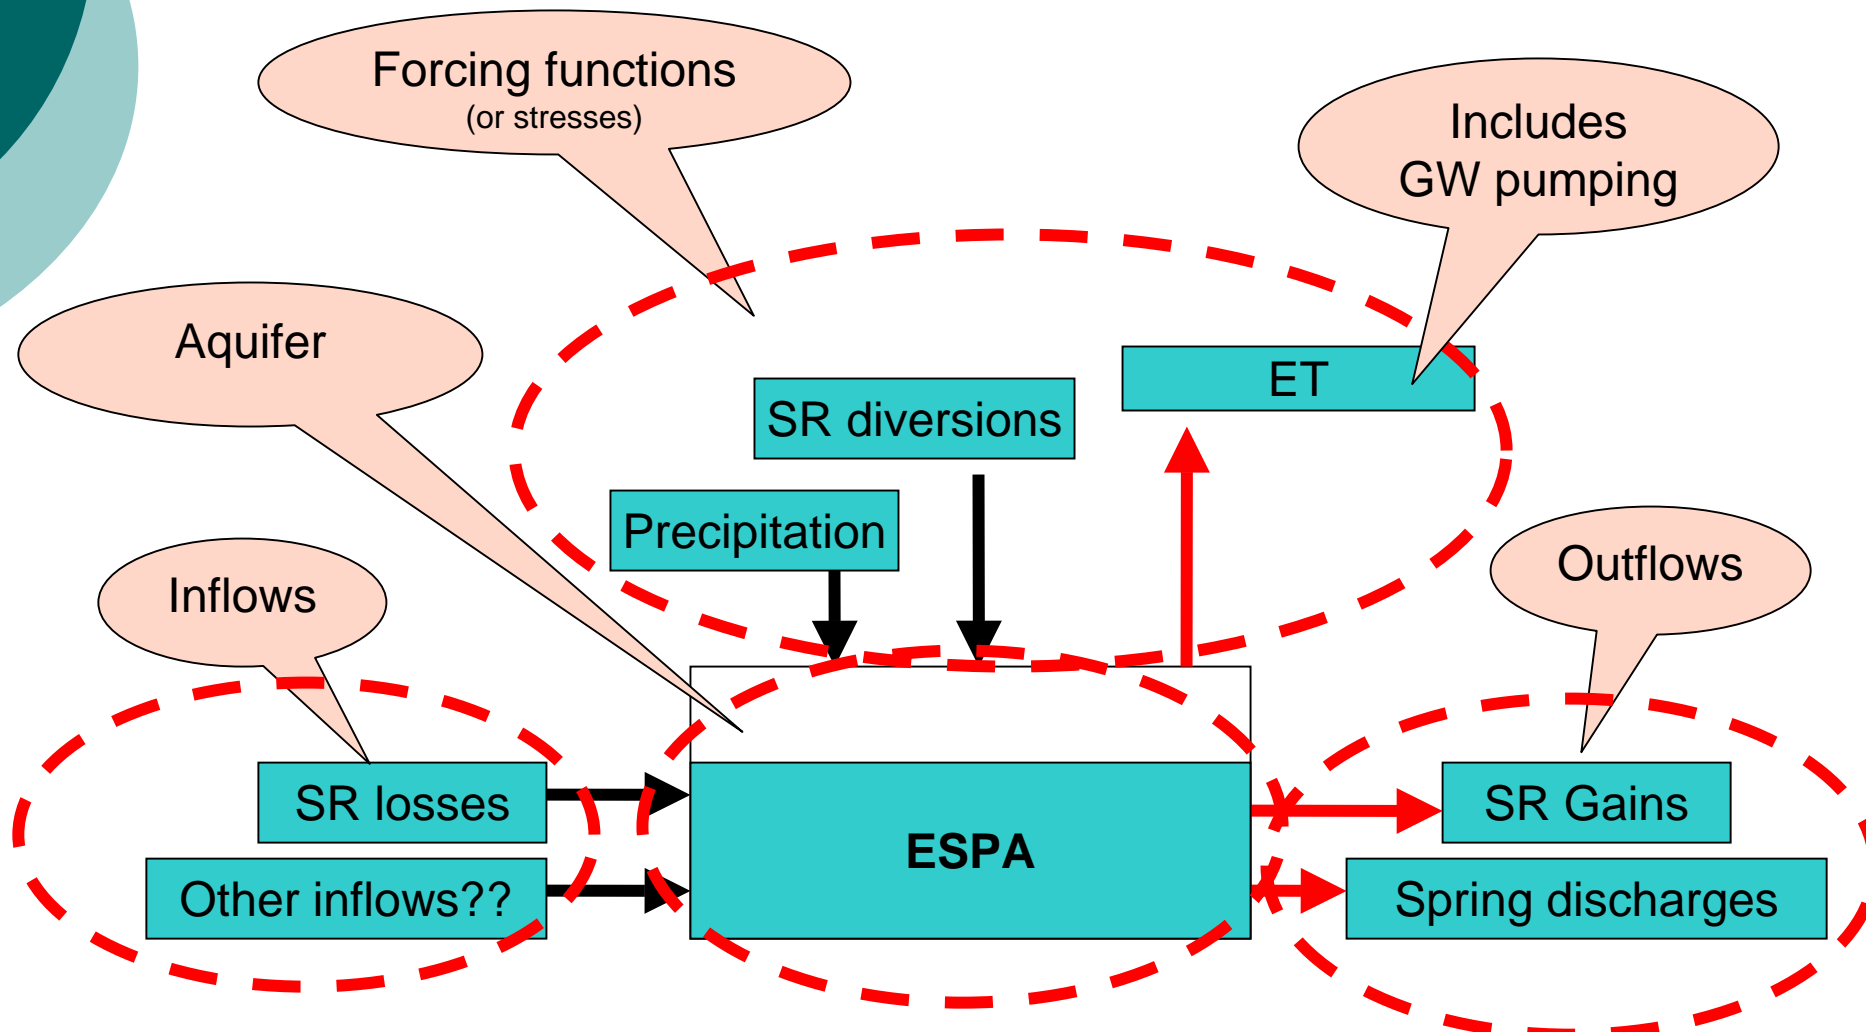 Forcing functions
(or stresses)
Includes
GW pumping
Aquifer
ET
SR diversions
Precipitation
Inflows
Outflows
SR losses
Other inflows??
ESPA
SR Gains
Spring discharges